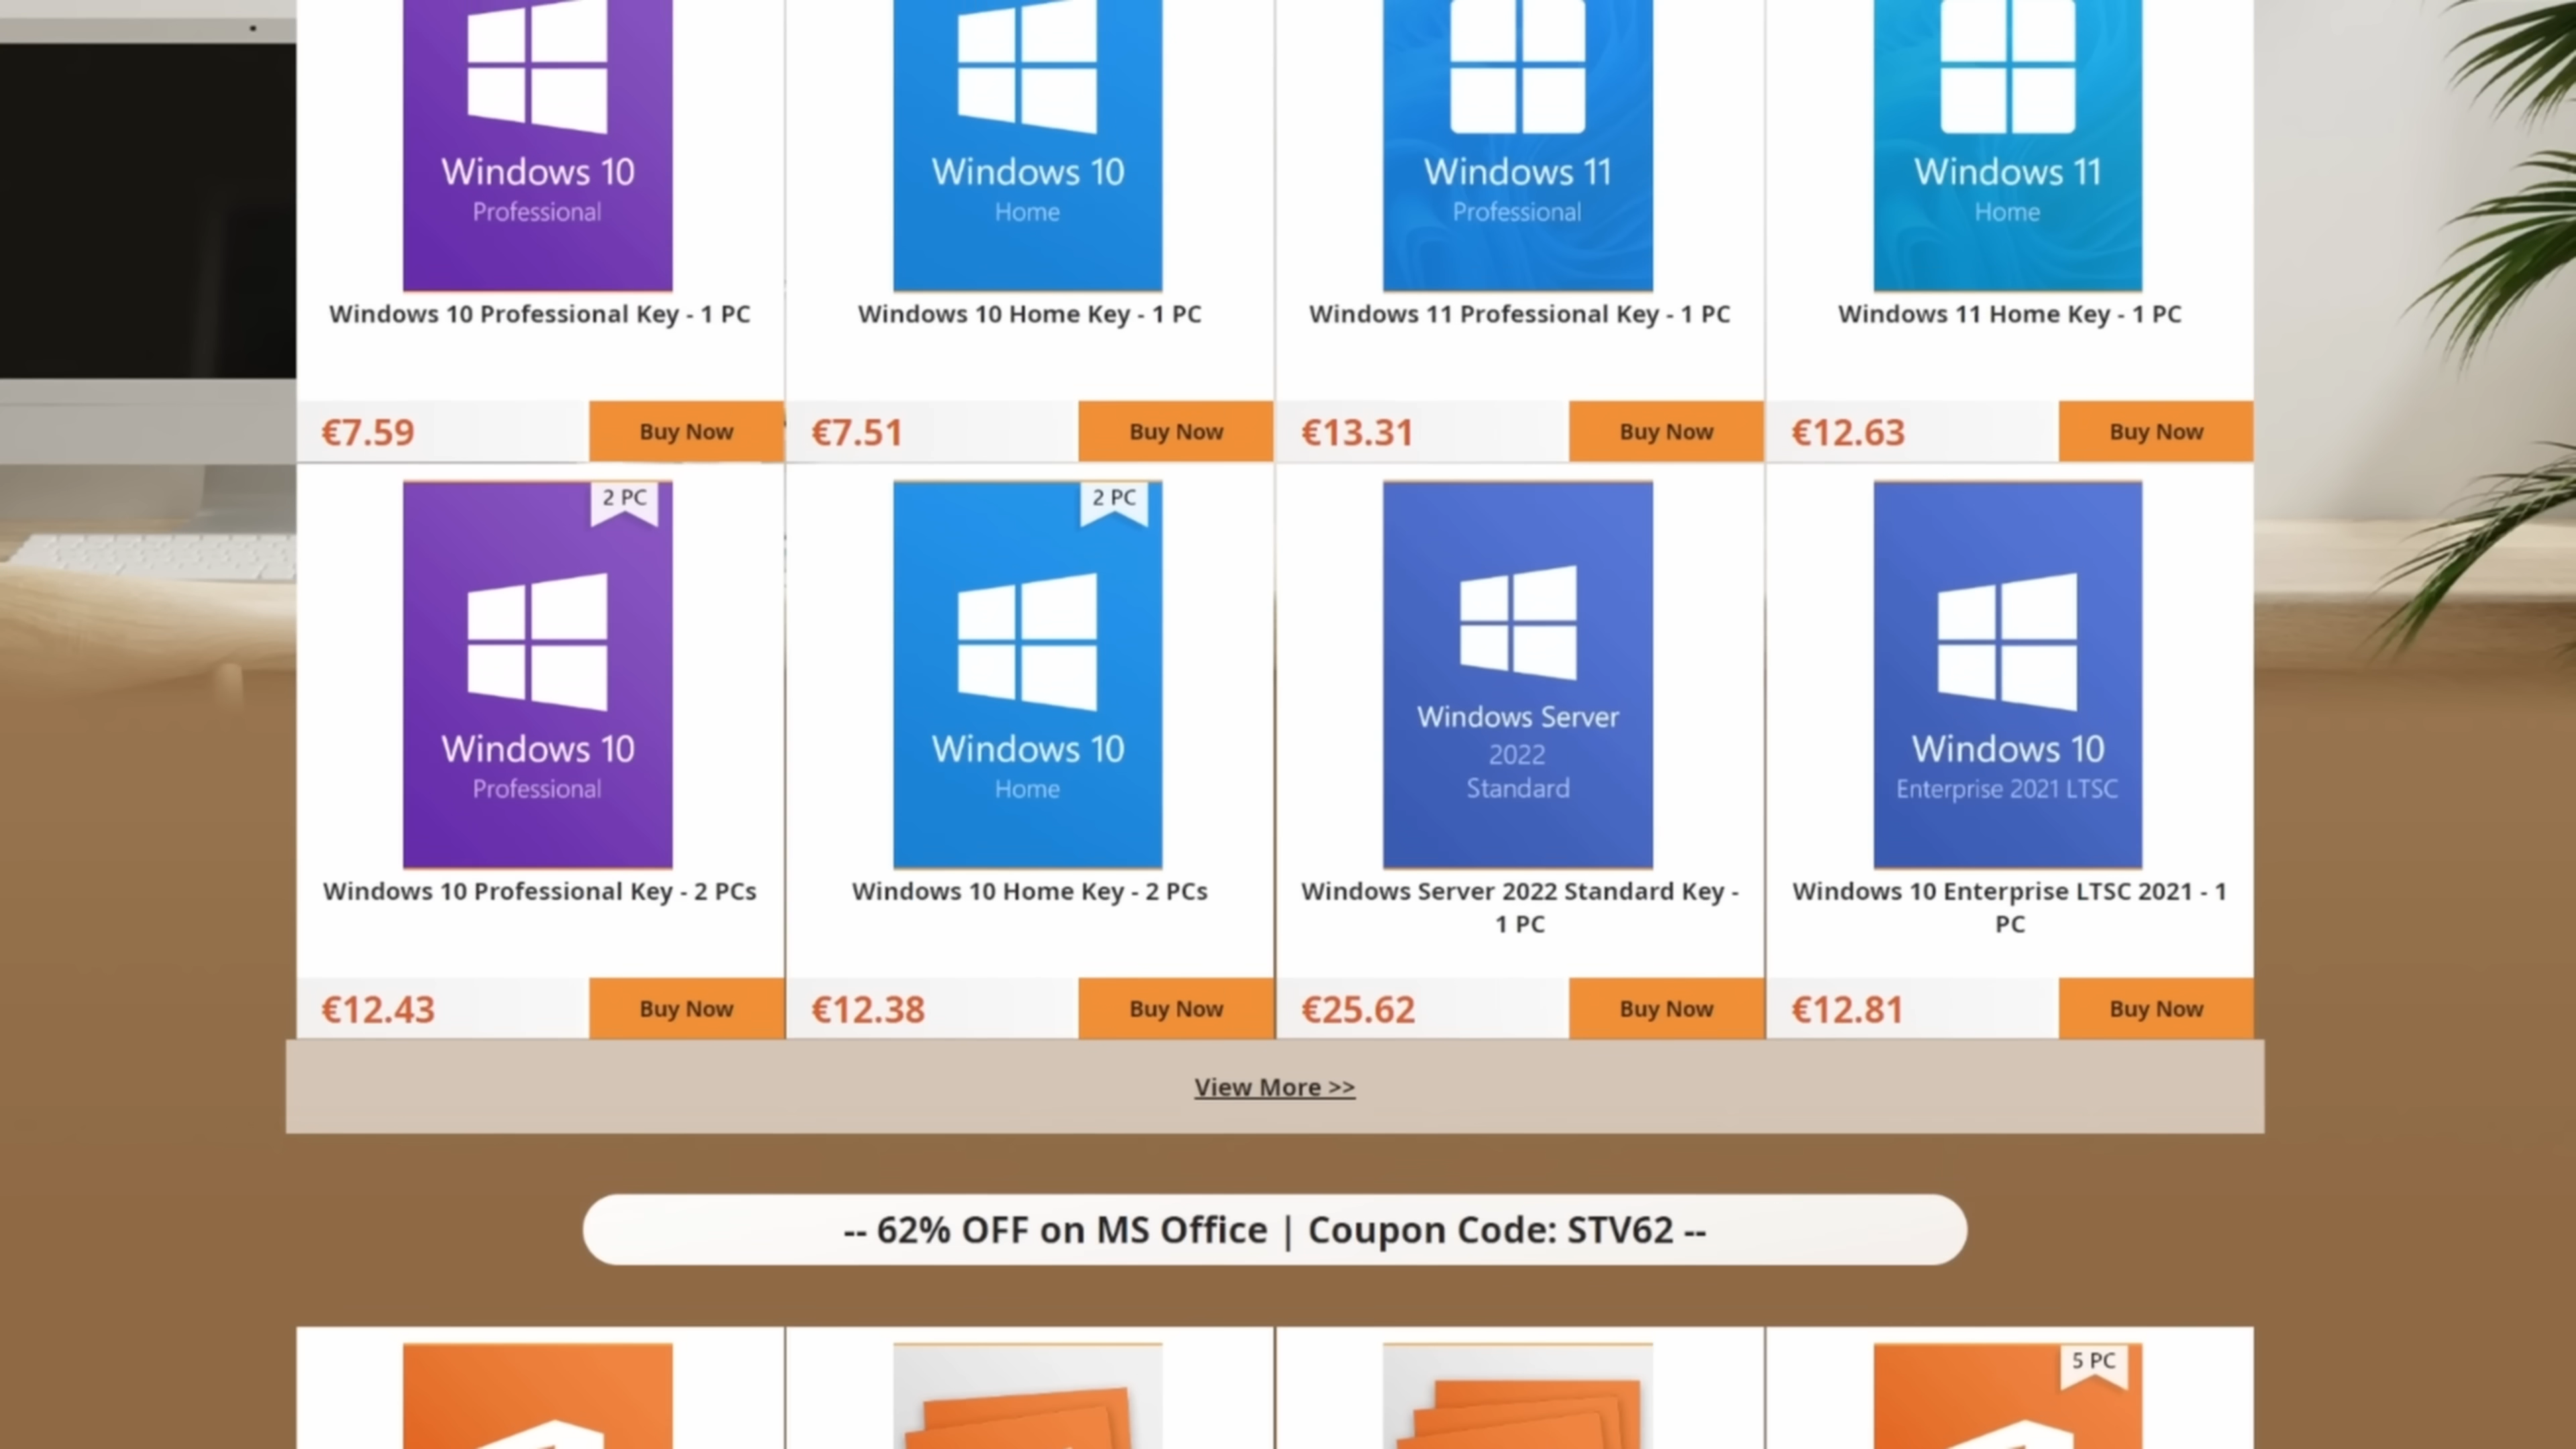 Windows 10
Professional
Windows 10
Home
Windows 11
Professional
Windows 11
Home
Windows 10 Professional Key - 1 PC
Windows 10 Home Key - 1 PC
Windows 11 Professional Key - 1 PC
Windows 11 Home Key - 1 PC
€7.59
Buy Now
€7.51
Buy Now
€13.31
Buy Now
€12.63
Buy Now
2 PC
Windows 10
Professional
2 PC
Windows 10
Home
Windows Server
2022
Standard
Windows 10
Enterprise 2021 LTSC
Windows 10 Professional Key - 2 PCs
Windows 10 Home Key - 2 PCs
Windows Server 2022 Standard Key -
1 PC
Windows 10 Enterprise LTSC 2021 - 1
PC
€12.43
Buy Now
€12.38
Buy Now
€25.62
Buy Now
€12.81
Buy Now
View More >>
-- 62% OFF on MS Office | Coupon Code: STV62 --
5 PC